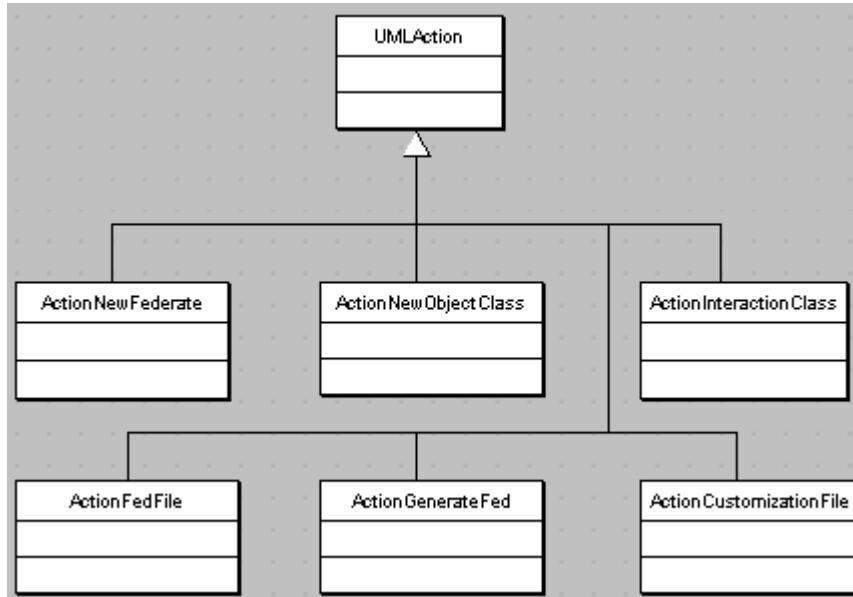 UMLAction
ActionNewFederate
ActionNewObjectClass
ActionInteractionClass
ActionFedFile
ActionGenerateFed
ActionCustomizationFile